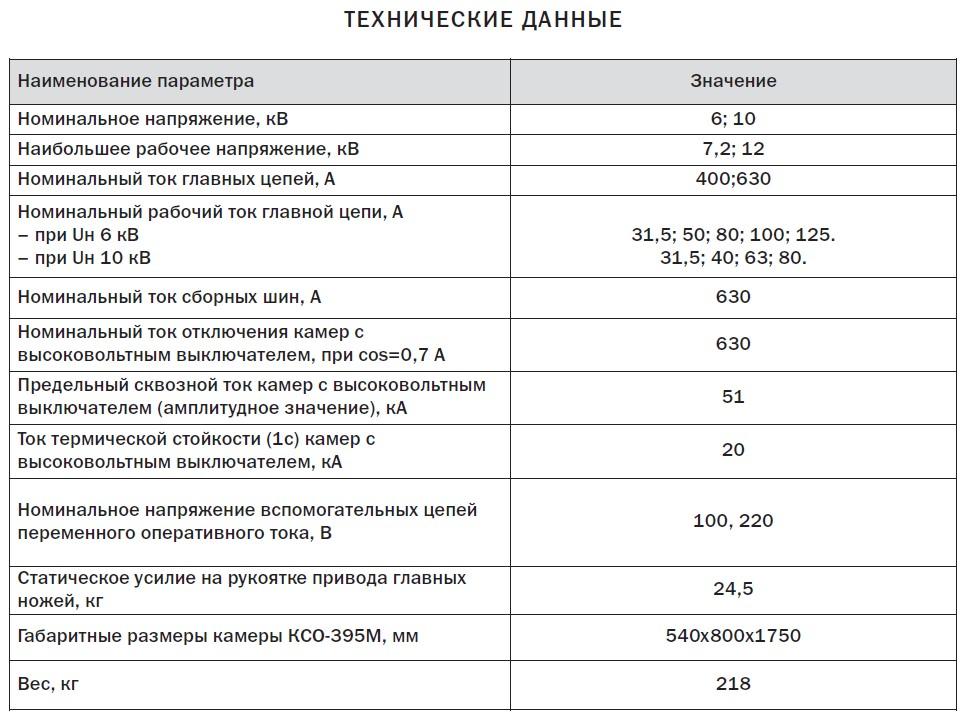 ТЕХНИЧЕСКИЕ ДАННЫЕ
Наименование параметра
Значение
Номинальное напряжение, кВ
6; 10
Наибольшее рабочее напряжение, кВ
7,2; 12
Номинальный ток главных цепей, А
400;630
Номинальный рабочий ток главной цепи, А
– при Uн 6 кВ
– при Uн 10 кВ
31,5; 50; 80; 100; 125.
31,5; 40; 63; 80.
Номинальный ток сборных шин, А
630
Номинальный ток отключения камер с
высоковольтным выключателем, при cos=0,7 А
630
Предельный сквозной ток камер с высоковольтным
выключателем (амплитудное значение), кА
51
Ток термической стойкости (1с) камер с
высоковольтным выключателем, кА
20
Номинальное напряжение вспомогательных цепей
переменного оперативного тока, В
100, 220
Статическое усилие на рукоятке привода главных
ножей, кг
24,5
Габаритные размеры камеры КСО-395М, мм
540х800х1750
Вес, кг
218